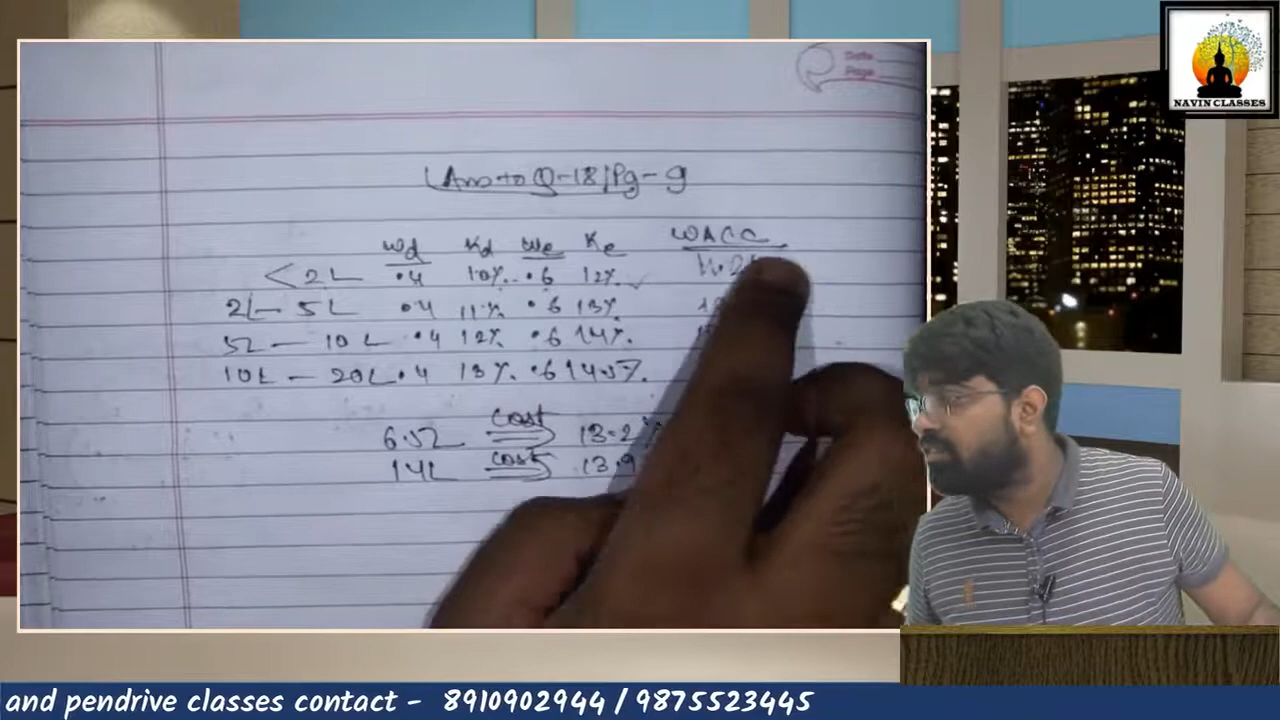 Date
Page
Ans to Q-18/Pg-9
Wd Kd We Ke WACC
<2L .4 10%. .6 12%. 11.2
2L - 5L .4 11% .6 13%
5L - 10L .4 12% .6 14%.
10L - 20L .4 13%. .6 14.5%.
6.5L cost 13.2%
14L cost 13.9
NAVIN CLASSES
and pendrive classes contact - 8910902944 / 9875523445